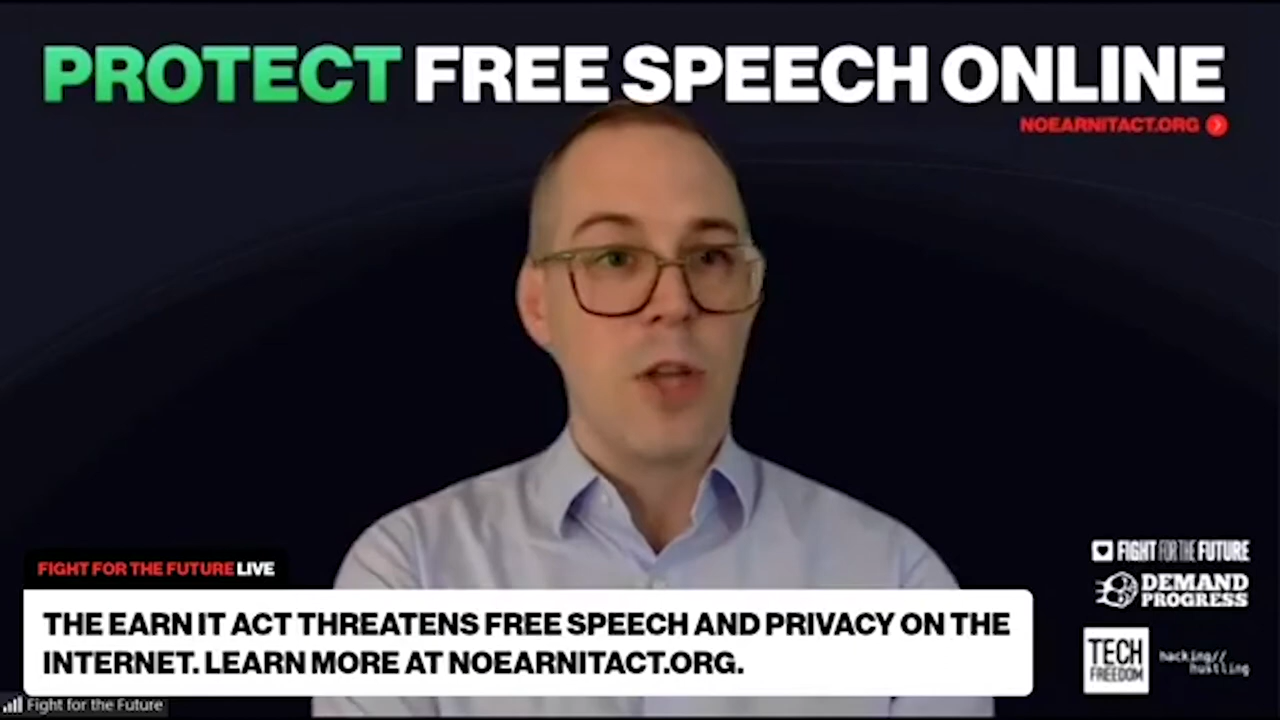 PROTECT FREE SPEECH ONLINE
NOEARNITACT.ORG
FIGHT FOR THE FUTURE LIVE
THE EARN IT ACT THREATENS FREE SPEECH AND PRIVACY ON THE
INTERNET. LEARN MORE AT NOEARNITACT.ORG.
FIGHT FOR THE FUTURE
DEMAND
PROGRESS
TECH
FREEDOM
hacking//
hustling
Fight for the Future